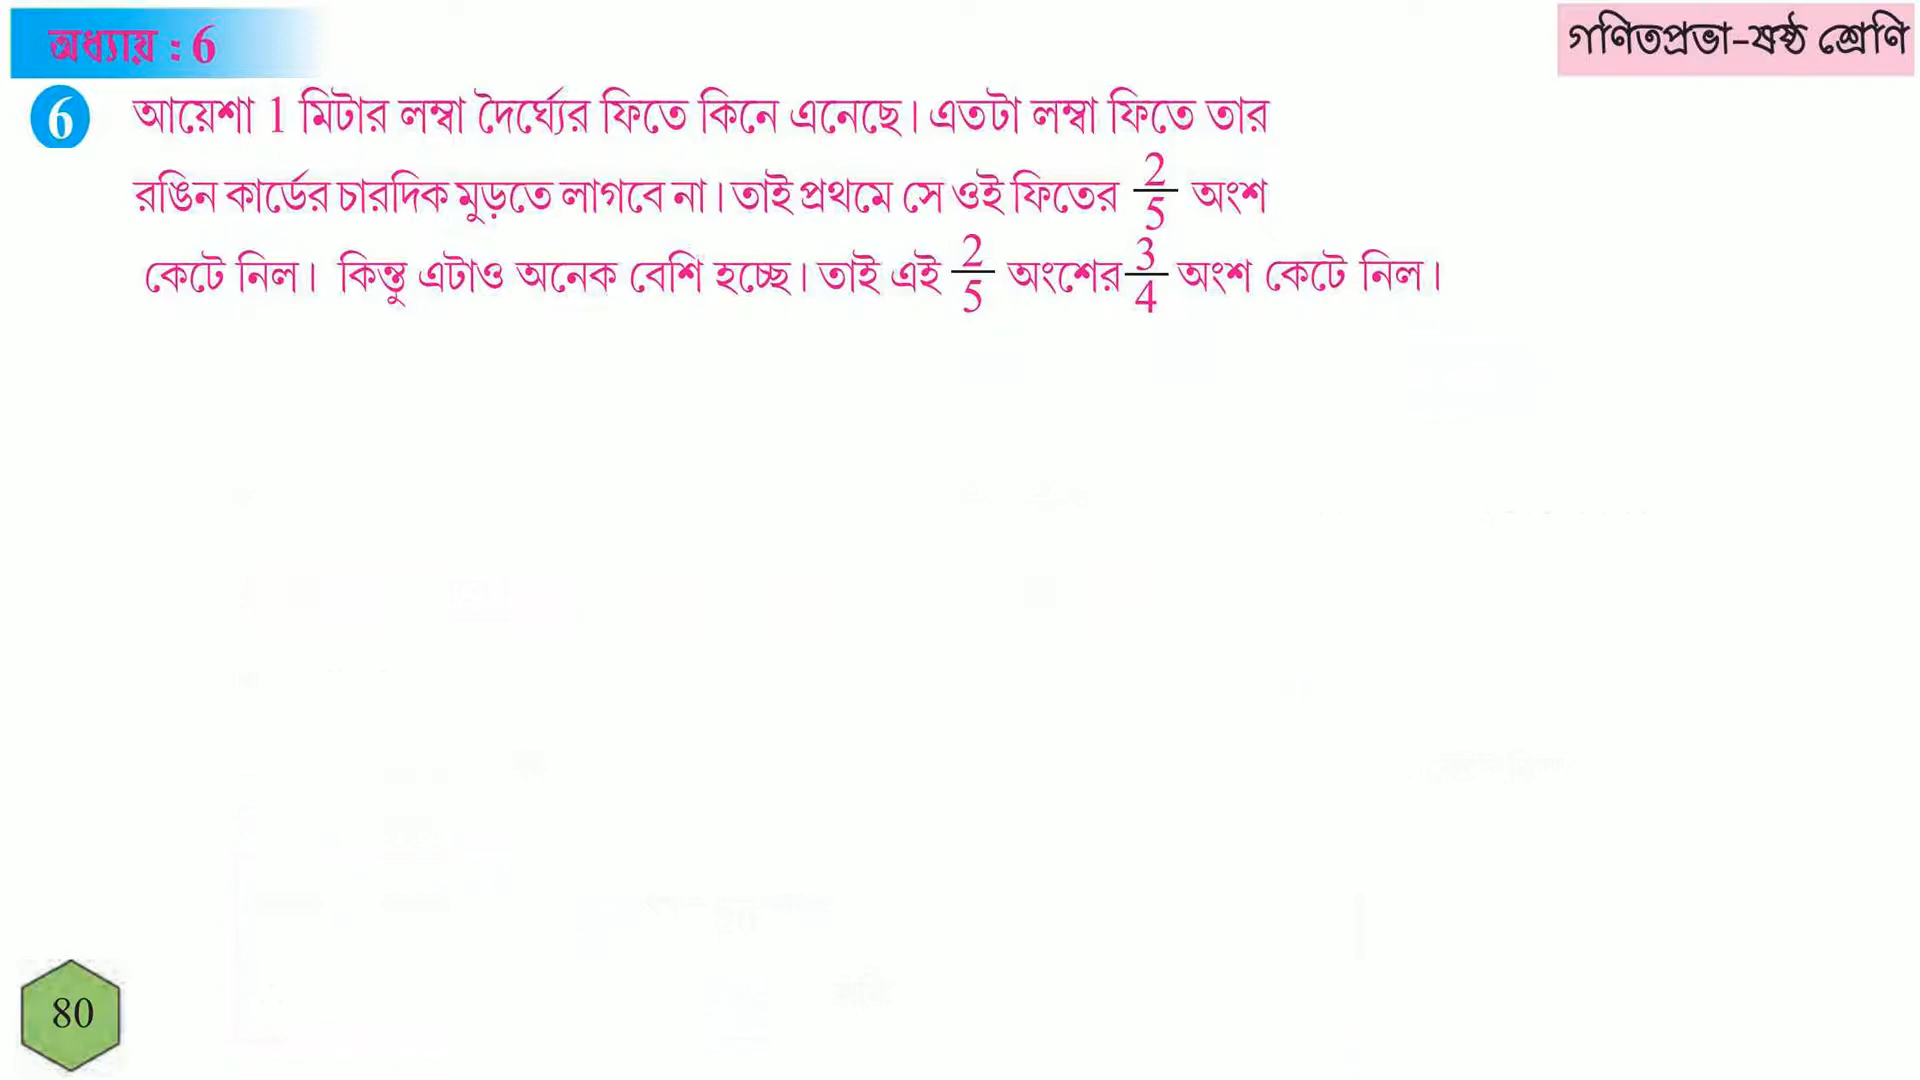 অধ্যায় : 6
গণিতপ্রভা-ষষ্ঠ শ্রেণি
6 আয়েশা 1 মিটার লম্বা দৈর্ঘ্যের ফিতে কিনে এনেছে। এতটা লম্বা ফিতে তার
রঙিন কার্ডের চারদিক মুড়তে লাগবে না। তাই প্রথমে সে ওই ফিতের 2/5 অংশ
কেটে নিল। কিন্তু এটাও অনেক বেশি হচ্ছে। তাই এই 2/5 অংশের 3/4 অংশ কেটে নিল।
80